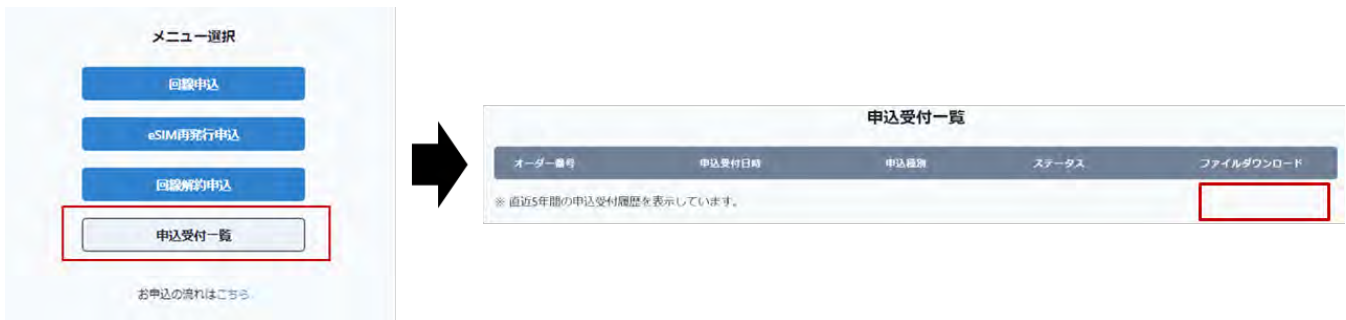 メニュー選択
回線申込
eSIM再発行申込
回線解約申込
申込受付一覧
お申込の流れはこちら
申込受付一覧
オーダー番号 申込受付日時 申込種別 ステータス ファイルダウンロード
※ 直近5年間の申込受付履歴を表示しています。